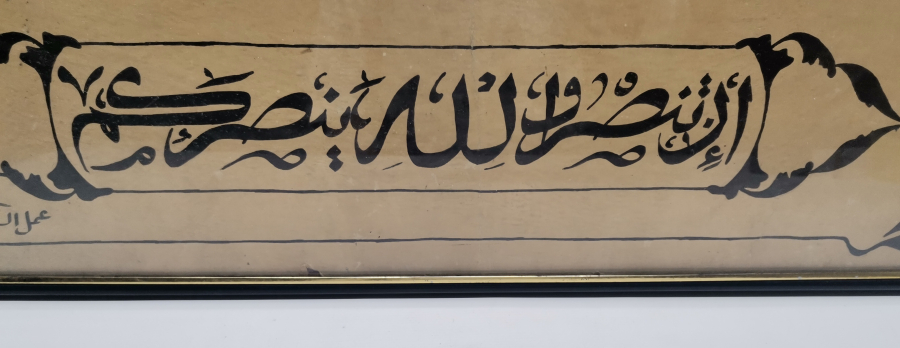 إن تنصروا الله ينصركم
عمل